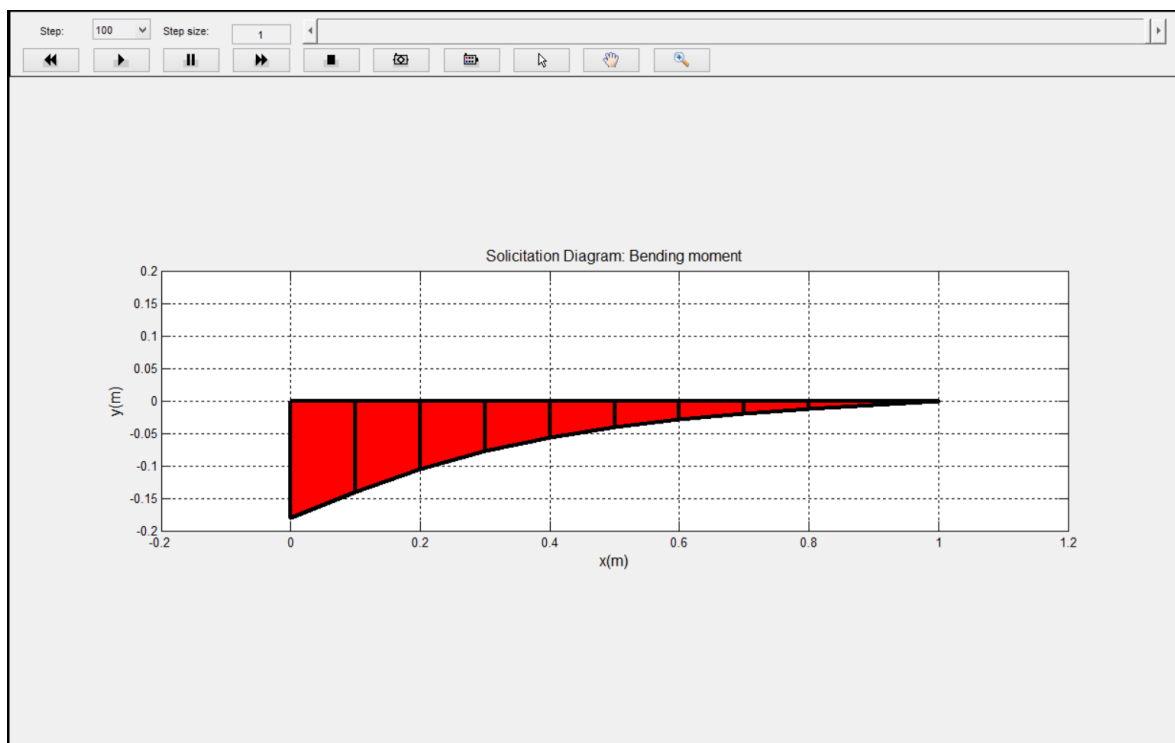 Step: 100 Step size: 1
Solicitation Diagram: Bending moment
0.2
0.15
0.1
0.05
0
-0.05
-0.1
-0.15
-0.2
y(m)
-0.2 0 0.2 0.4 0.6 0.8 1 1.2
x(m)